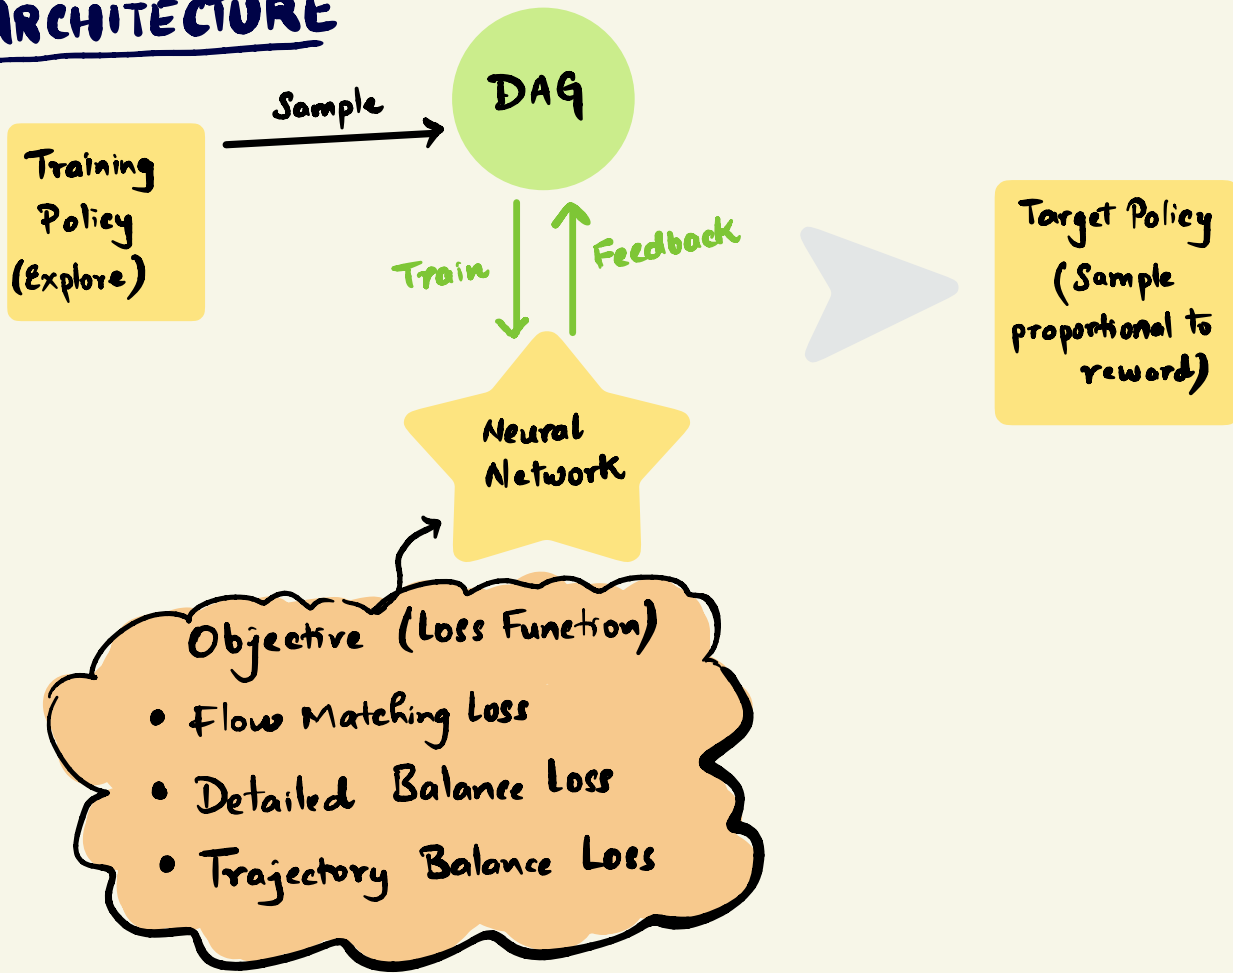 ARCHITECTURE
Sample
DAG
Training
Policy
(Explore)
Train
Feedback
Target Policy
(Sample
proportional to
reward)
Neural
Network
Objective (Loss Function)
• Flow Matching Loss
• Detailed Balance Loss
• Trajectory Balance Loss